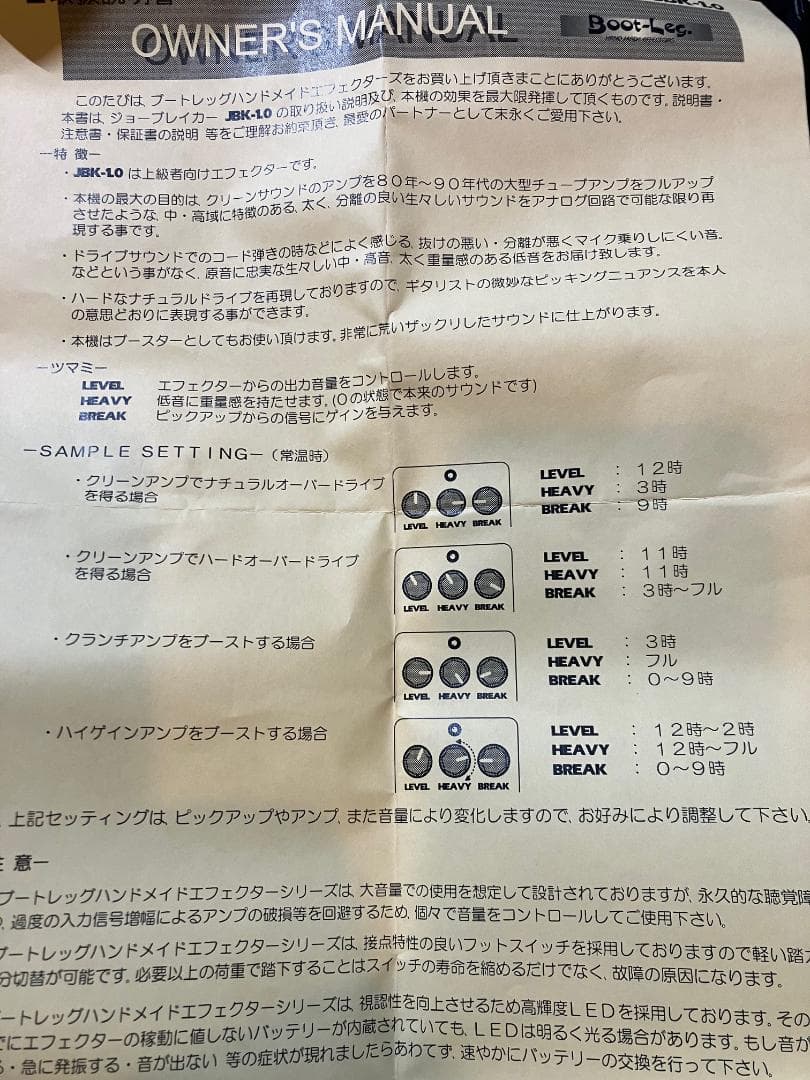 OWNER'S MANUAL
Boot-Leg.
JBK-1.0
このたびは、ブートレッグハンドメイドエフェクターズをお買い上げ頂きまことにありがとうございます。
本書は、ジョーブレイカー JBK-1.0 の取り扱い説明及び、本機の効果を最大限発揮して頂くものです。説明書・
注意書・保証書の説明 等をご理解お約束頂き、最愛のパートナーとして末永くご愛用下さい。
－特 徴－
・JBK-1.0 は上級者向けエフェクターです。
・本機の最大の目的は、クリーンサウンドのアンプを80年～90年代の大型チューブアンプをフルアップ
させたような、中・高域に特徴のある、太く、分離の良い生々しいサウンドをアナログ回路で可能な限り再
現する事です。
・ドライブサウンドでのコード弾きの時などによく感じる、抜けの悪い・分離が悪くマイク乗りしにくい音。
などという事がなく、原音に忠実な生々しい中・高音、太く重量感のある低音をお届け致します。
・ハードなナチュラルドライブを再現しておりますので、ギタリストの微妙なピッキングニュアンスを本人
の意思どおりに表現する事ができます。
・本機はブースターとしてもお使い頂けます。非常に荒いザックリしたサウンドに仕上がります。
－ツマミ－
LEVEL エフェクターからの出力音量をコントロールします。
HEAVY 低音に重量感を持たせます。(0の状態で本来のサウンドです)
BREAK ピックアップからの信号にゲインを与えます。
－SAMPLE SETTING－（常温時）
・クリーンアンプでナチュラルオーバードライブ
を得る場合
LEVEL HEAVY BREAK
LEVEL : 12時
HEAVY : 3時
BREAK : 9時
・クリーンアンプでハードオーバードライブ
を得る場合
LEVEL HEAVY BREAK
LEVEL : 11時
HEAVY : 11時
BREAK : 3時～フル
・クランチアンプをブーストする場合
LEVEL HEAVY BREAK
LEVEL : 3時
HEAVY : フル
BREAK : 0～9時
・ハイゲインアンプをブーストする場合
LEVEL HEAVY BREAK
LEVEL : 12時～2時
HEAVY : 12時～フル
BREAK : 0～9時
上記セッティングは、ピックアップやアンプ、また音量により変化しますので、お好みにより調整して下さい。
意－
ブートレッグハンドメイドエフェクターシリーズは、大音量での使用を想定して設計されておりますが、永久的な聴覚障
、過度の入力信号増幅によるアンプの破損等を回避するため、個々で音量をコントロールしてご使用下さい。
ブートレッグハンドメイドエフェクターシリーズは、接点特性の良いフットスイッチを採用しておりますので軽い踏
分切替が可能です。必要以上の荷重で踏下することはスイッチの寿命を縮めるだけでなく、故障の原因になります。
ートレッグハンドメイドエフェクターシリーズは、視認性を向上させるため高輝度LEDを採用しております。その
でにエフェクターの稼動に値しないバッテリーが内蔵されていても、LEDは明るく光る場合があります。もし音が
る・急に発振する・音が出ない 等の症状が現れましたらあわてず、速やかにバッテリーの交換を行って下さい。